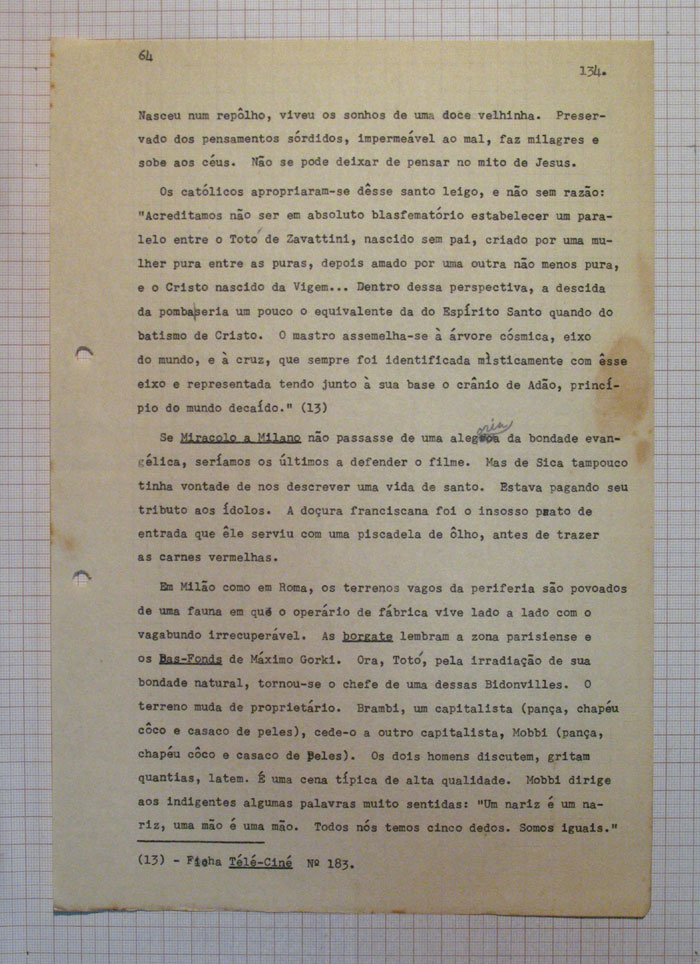 64
134.
Nasceu num repôlho, viveu os sonhos de uma doce velhinha. Preser-
vado dos pensamentos sórdidos, impermeável ao mal, faz milagres e
sobe aos céus. Não se pode deixar de pensar no mito de Jesus.
Os católicos apropriaram-se dêsse santo leigo, e não sem razão:
"Acreditamos não ser em absoluto blasfematório estabelecer um para-
lelo entre o Totó de Zavattini, nascido sem pai, criado por uma mu-
lher pura entre as puras, depois amado por uma outra não menos pura,
e o Cristo nascido da Vigem... Dentro dessa perspectiva, a descida
da pomba seria um pouco o equivalente da do Espírito Santo quando do
batismo de Cristo. O mastro assemelha-se à árvore cósmica, eixo
do mundo, e à cruz, que sempre foi identificada misticamente com êsse
eixo e representada tendo junto à sua base o crânio de Adão, princí-
pio do mundo decaído." (13)
Se Miracolo a Milano não passasse de uma alegoria da bondade evan-
gélica, seríamos os últimos a defender o filme. Mas de Sica tampouco
tinha vontade de nos descrever uma vida de santo. Estava pagando seu
tributo aos ídolos. A doçura franciscana foi o insosso prato de
entrada que êle serviu com uma piscadela de ôlho, antes de trazer
as carnes vermelhas.
Em Milão como em Roma, os terrenos vagos da periferia são povoados
de uma fauna em que o operário de fábrica vive lado a lado com o
vagabundo irrecuperável. As borgate lembram a zona parisiense e
os Bas-Fonds de Máximo Gorki. Ora, Totó, pela irradiação de sua
bondade natural, tornou-se o chefe de uma dessas Bidonvilles. O
terreno muda de proprietário. Brambi, um capitalista (pança, chapéu
côco e casaco de peles), cede-o a outro capitalista, Mobbi (pança,
chapéu côco e casaco de peles). Os dois homens discutem, gritam
quantias, latem. É uma cena típica de alta qualidade. Mobbi dirige
aos indigentes algumas palavras muito sentidas: "Um nariz é um na-
riz, uma mão é uma mão. Todos nós temos cinco dedos. Somos iguais."
(13) - Ficha Télé-Ciné Nº 183.